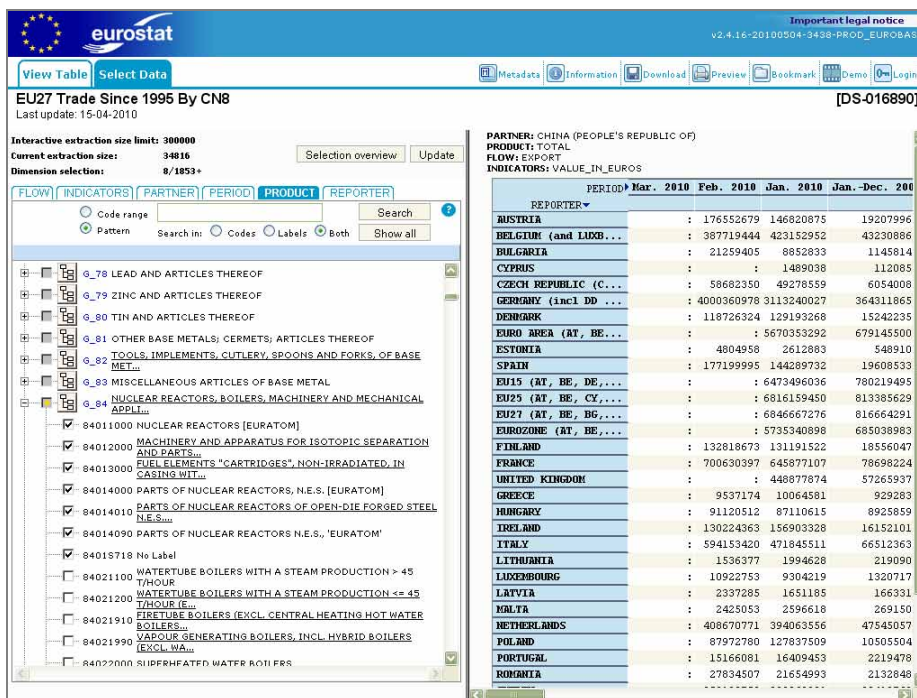 Important legal notice
eurostat
v2.4.16-20100504-3438-PROD_EUROBAS
View Table Select Data Metadata Information Download Preview Bookmark Demo Login
EU27 Trade Since 1995 By CN8 [DS-016890]
Last update: 15-04-2010
Interactive extraction size limit: 300000
Current extraction size: 34816
Dimension selection: 8/1853+
Selection overview Update
FLOW INDICATORS PARTNER PERIOD PRODUCT REPORTER
Code range Search ?
Pattern Search in: Codes Labels Both Show all
G_78 LEAD AND ARTICLES THEREOF
G_79 ZINC AND ARTICLES THEREOF
G_80 TIN AND ARTICLES THEREOF
G_81 OTHER BASE METALS; CERMETS; ARTICLES THEREOF
G_82 TOOLS, IMPLEMENTS, CUTLERY, SPOONS AND FORKS, OF BASE
MET...
G_83 MISCELLANEOUS ARTICLES OF BASE METAL
G_84 NUCLEAR REACTORS, BOILERS, MACHINERY AND MECHANICAL
APPLI...
84011000 NUCLEAR REACTORS [EURATOM]
84012000 MACHINERY AND APPARATUS FOR ISOTOPIC SEPARATION
AND PARTS...
84013000 FUEL ELEMENTS "CARTRIDGES", NON-IRRADIATED, IN
CASING WIT...
84014000 PARTS OF NUCLEAR REACTORS, N.E.S. [EURATOM]
84014010 PARTS OF NUCLEAR REACTORS OF OPEN-DIE FORGED STEEL
N.E.S....
84014090 PARTS OF NUCLEAR REACTORS N.E.S., 'EURATOM'
8401S718 No Label
84021100 WATERTUBE BOILERS WITH A STEAM PRODUCTION > 45
T/HOUR
84021200 WATERTUBE BOILERS WITH A STEAM PRODUCTION <= 45
T/HOUR (E...
84021910 FIRETUBE BOILERS (EXCL. CENTRAL HEATING HOT WATER
BOILERS...
84021990 VAPOUR GENERATING BOILERS, INCL. HYBRID BOILERS
(EXCL. WA...
84022000 SUPERHEATED WATER BOILERS
PARTNER: CHINA (PEOPLE'S REPUBLIC OF)
PRODUCT: TOTAL
FLOW: EXPORT
INDICATORS: VALUE_IN_EUROS
PERIOD Mar. 2010 Feb. 2010 Jan. 2010 Jan.-Dec. 200
REPORTER
AUSTRIA : 176552679 146820875 19207996
BELGIUM (and LUXB... : 387719444 423152952 43230886
BULGARIA : 21259405 8852833 1145814
CYPRUS : : 1489038 112085
CZECH REPUBLIC (C... : 58682350 49278559 6054008
GERMANY (incl DD ... : 4000360978 3113240027 364311865
DENMARK : 118726324 129193268 15242235
EURO AREA (AT, BE... : : 5670353292 679145500
ESTONIA : 4804958 2612883 548910
SPAIN : 177199995 144289732 19608533
EU15 (AT, BE, DE,... : : 6473496036 780219495
EU25 (AT, BE, CY,... : : 6816159450 813385629
EU27 (AT, BE, BG,... : : 6846667276 816664291
EUROZONE (AT, BE,... : : 5735340898 685038983
FINLAND : 132818673 131191522 18556047
FRANCE : 700630397 645877107 78698224
UNITED KINGDOM : : 448877874 57265937
GREECE : 9537174 10064581 929283
HUNGARY : 91120512 87110615 8925859
IRELAND : 130224363 156903328 16152101
ITALY : 594153420 471845511 66512363
LITHUANIA : 1536377 1994628 219090
LUXEMBOURG : 10922753 9304219 1320717
LATVIA : 2337285 1651185 166331
MALTA : 2425053 2596618 269150
NETHERLANDS : 408670771 394063556 47545057
POLAND : 87972780 127837509 10505504
PORTUGAL : 15166081 16409453 2219478
ROMANIA : 27834507 21654993 2132848